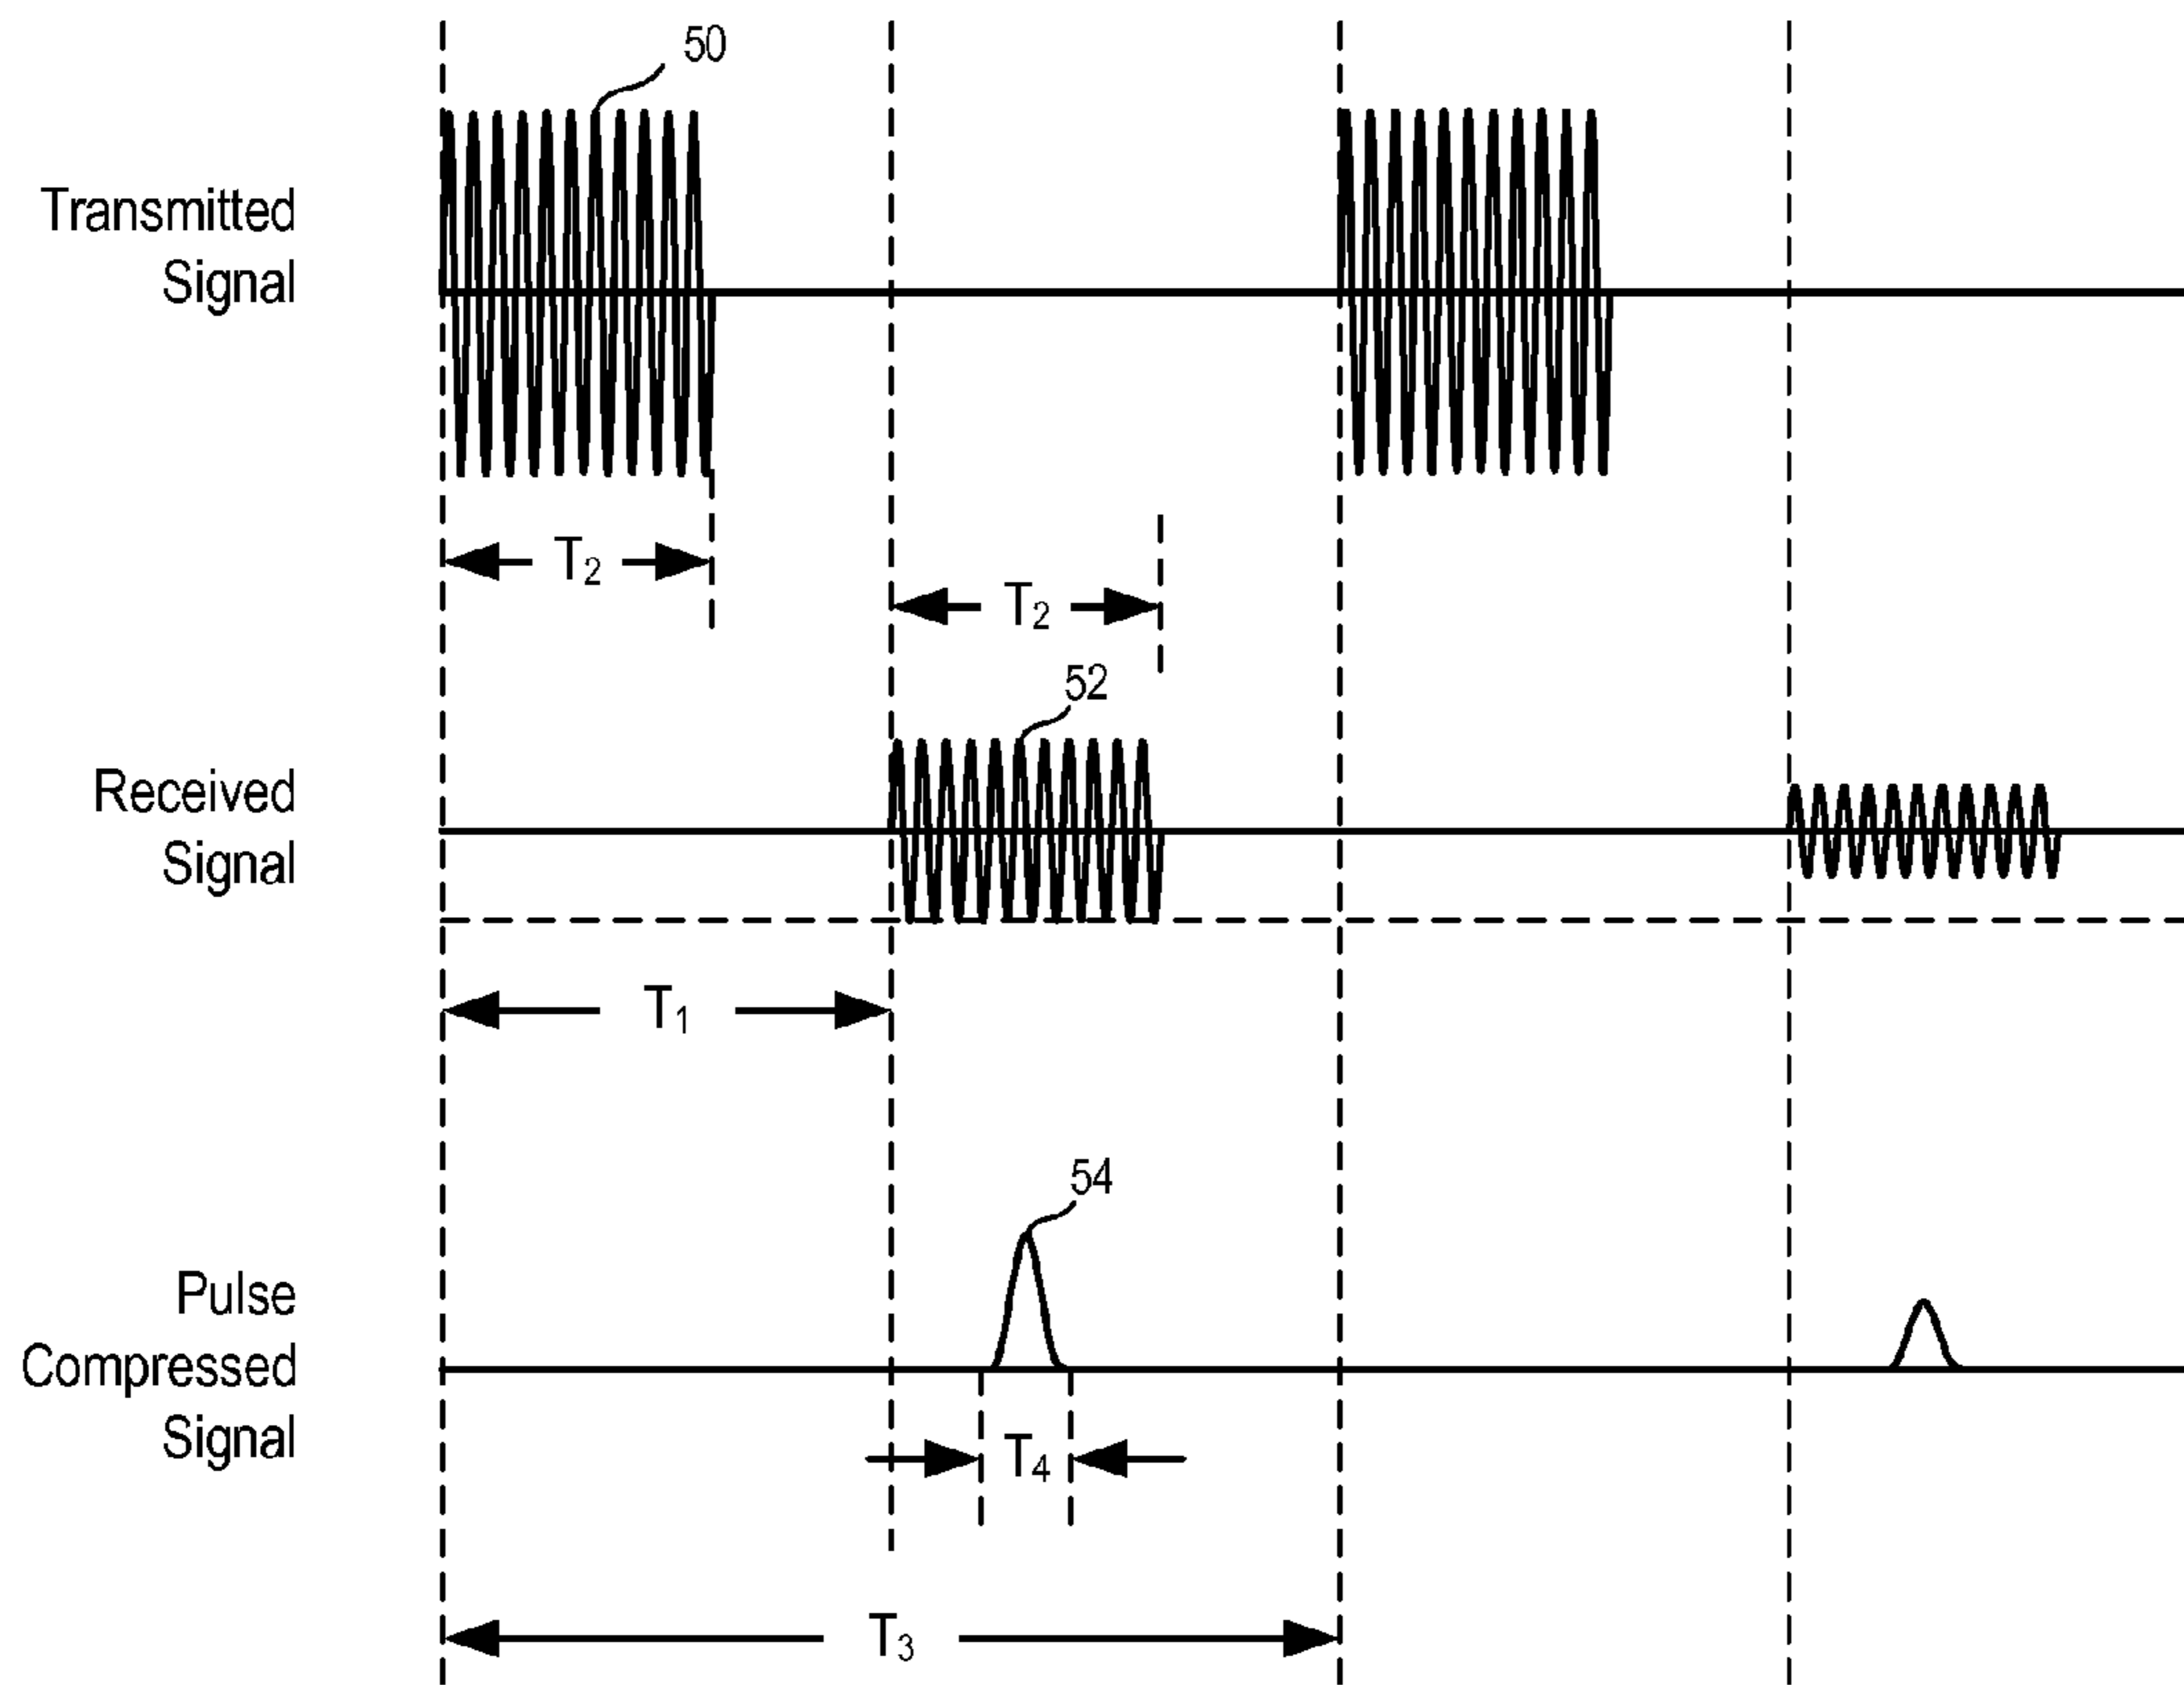 50
Transmitted
Signal
T2
T2
52
Received
Signal
T1
54
Pulse
Compressed
Signal
T4
T3